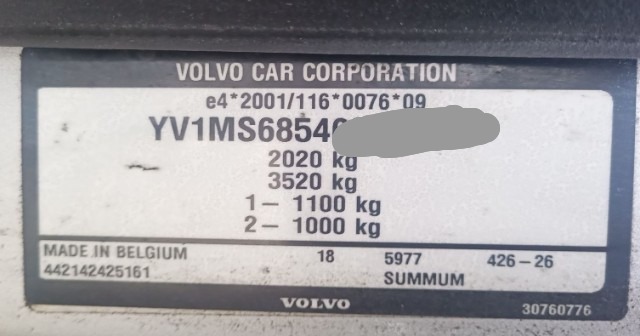 VOLVO CAR CORPORATION
e4*2001/116*0076*09
YV1MS6854
2020 kg
3520 kg
1– 1100 kg
2– 1000 kg
MADE IN BELGIUM 18 5977 426–26
442142425161 SUMMUM
VOLVO 30760776